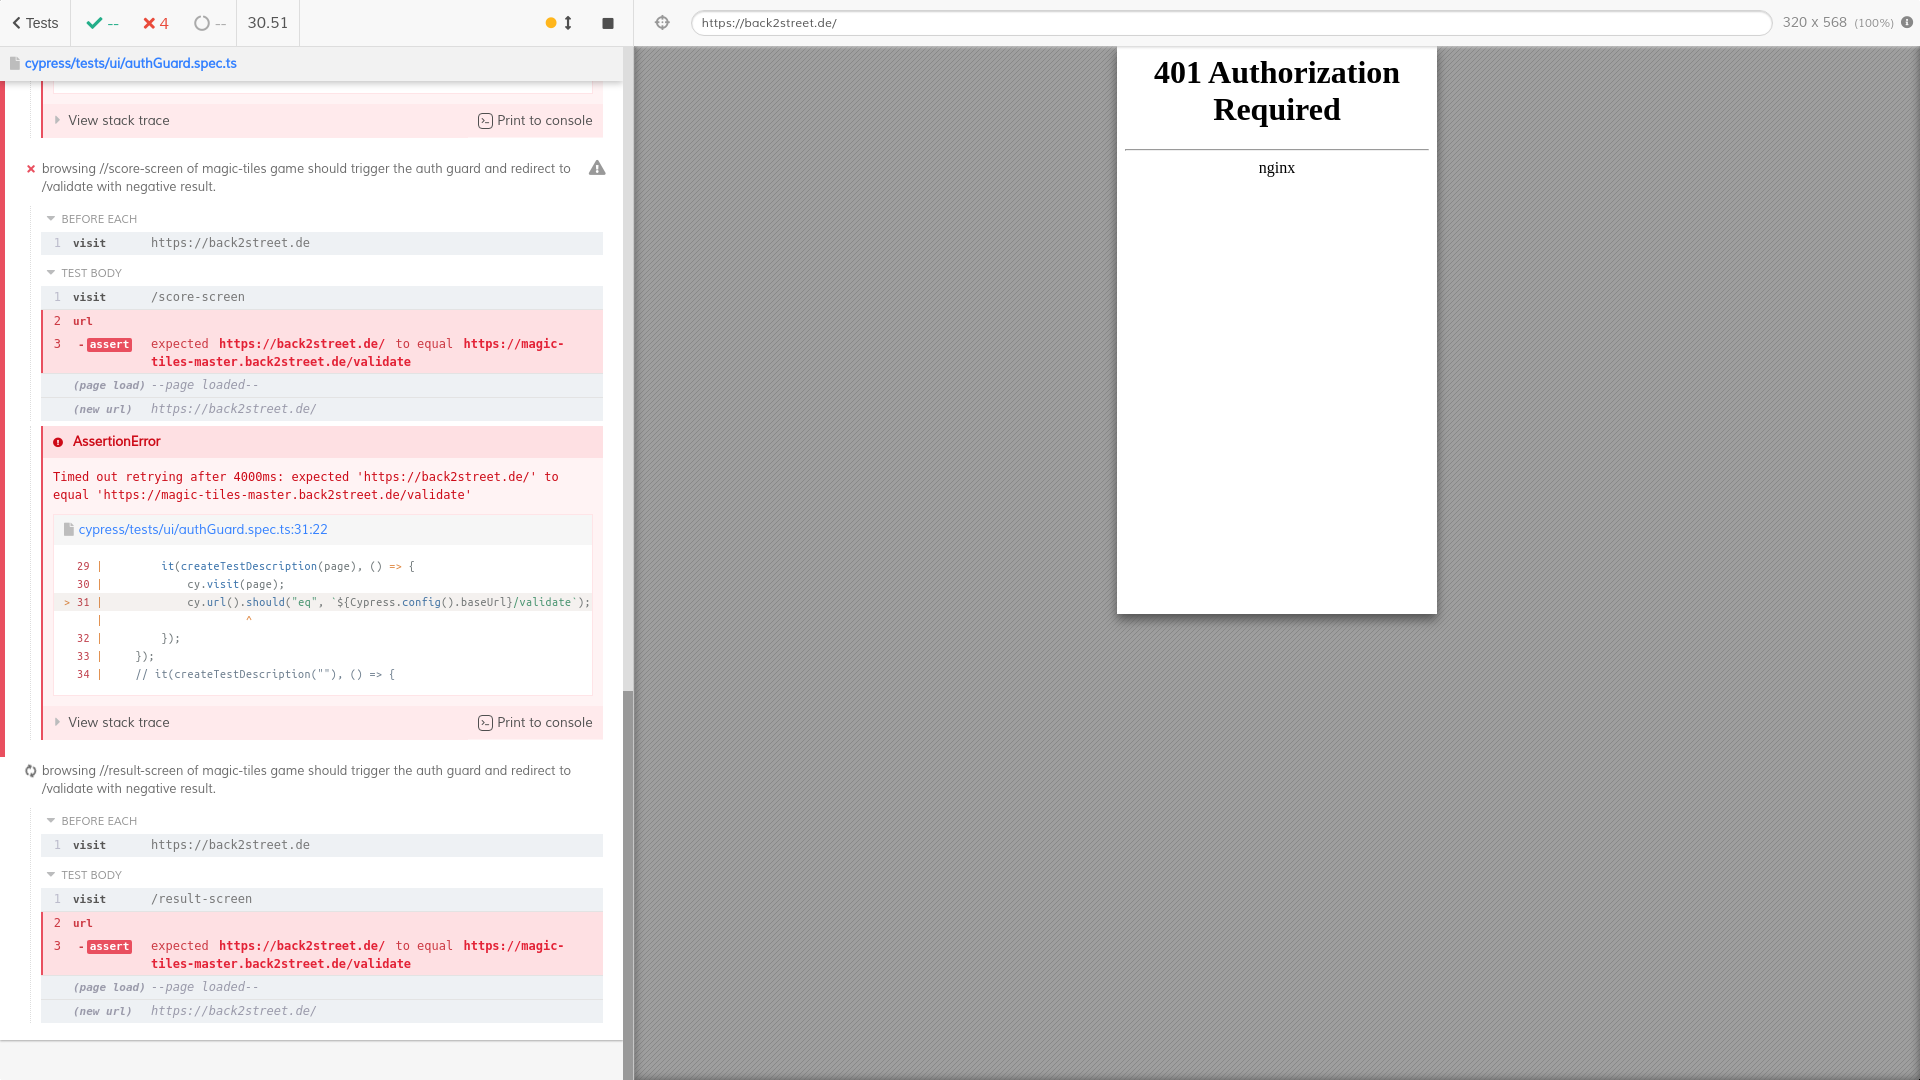 Tests
--
4
--
30.51
https://back2street.de/
320 x 568 (100%)
cypress/tests/ui/authGuard.spec.ts
View stack trace
Print to console
browsing //score-screen of magic-tiles game should trigger the auth guard and redirect to
/validate with negative result.
BEFORE EACH
1 visit https://back2street.de
TEST BODY
1 visit /score-screen
2 url
3 -assert expected https://back2street.de/ to equal https://magic-
tiles-master.back2street.de/validate
(page load) --page loaded--
(new url) https://back2street.de/
AssertionError
Timed out retrying after 4000ms: expected 'https://back2street.de/' to
equal 'https://magic-tiles-master.back2street.de/validate'
cypress/tests/ui/authGuard.spec.ts:31:22
29 | it(createTestDescription(page), () => {
30 | cy.visit(page);
> 31 | cy.url().should("eq", `${Cypress.config().baseUrl}/validate`);
| ^
32 | });
33 | });
34 | // it(createTestDescription(""), () => {
View stack trace
Print to console
browsing //result-screen of magic-tiles game should trigger the auth guard and redirect to
/validate with negative result.
BEFORE EACH
1 visit https://back2street.de
TEST BODY
1 visit /result-screen
2 url
3 -assert expected https://back2street.de/ to equal https://magic-
tiles-master.back2street.de/validate
(page load) --page loaded--
(new url) https://back2street.de/
401 Authorization
Required
nginx